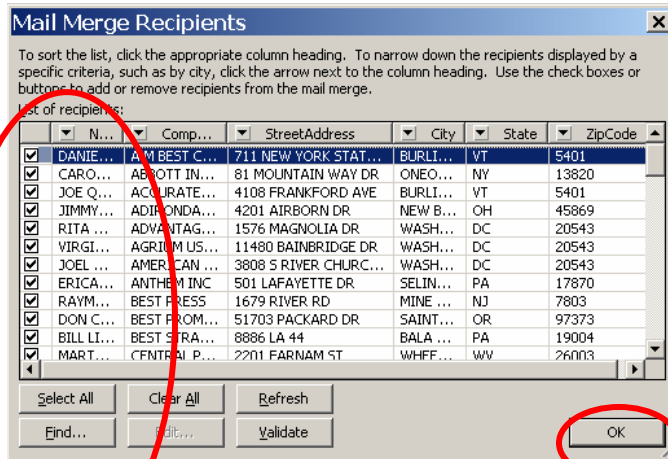 Mail Merge Recipients
To sort the list, click the appropriate column heading. To narrow down the recipients displayed by a
specific criteria, such as by city, click the arrow next to the column heading. Use the check boxes or
buttons to add or remove recipients from the mail merge.
List of recipients:
N... Comp... StreetAddress City State ZipCode
DANIE... AIM BEST C... 711 NEW YORK STAT... BURLI... VT 5401
CARO... ABBOTT IN... 81 MOUNTAIN WAY DR ONEO... NY 13820
JOE Q... ACCURATE... 4108 FRANKFORD AVE BURLI... VT 5401
JIMMY... ADIRONDA... 4201 AIRBORN DR NEW B... OH 45869
RITA ... ADVANTAG... 1576 MAGNOLIA DR WASH... DC 20543
VIRGI... AGRIUM US... 11480 BAINBRIDGE DR WASH... DC 20543
JOEL ... AMERICAN ... 3808 S RIVER CHURC... WASH... DC 20543
ERICA... ANTHEM INC 501 LAFAYETTE DR SELIN... PA 17870
RAYM... BEST PRESS 1679 RIVER RD MINE ... NJ 7803
DON C... BEST PROM... 51703 PACKARD DR SAINT... OR 97373
BILL LI... BEST STRA... 8886 LA 44 BALA ... PA 19004
MART... CENTRAL P... 2201 FARNAM ST WHEE... WV 26003
Select All Clear All Refresh
Find... Edit... Validate OK